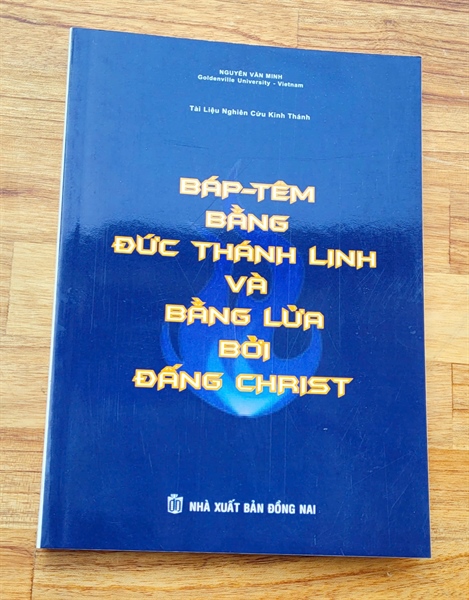 NGUYỄN VĂN MINH
Goldenville University - Vietnam
Tài Liệu Nghiên Cứu Kinh Thánh
BÁP-TÊM
BẰNG
ĐỨC THÁNH LINH
VÀ
BẰNG LỬA
BỞI
ĐẤNG CHRIST
NHÀ XUẤT BẢN ĐỒNG NAI